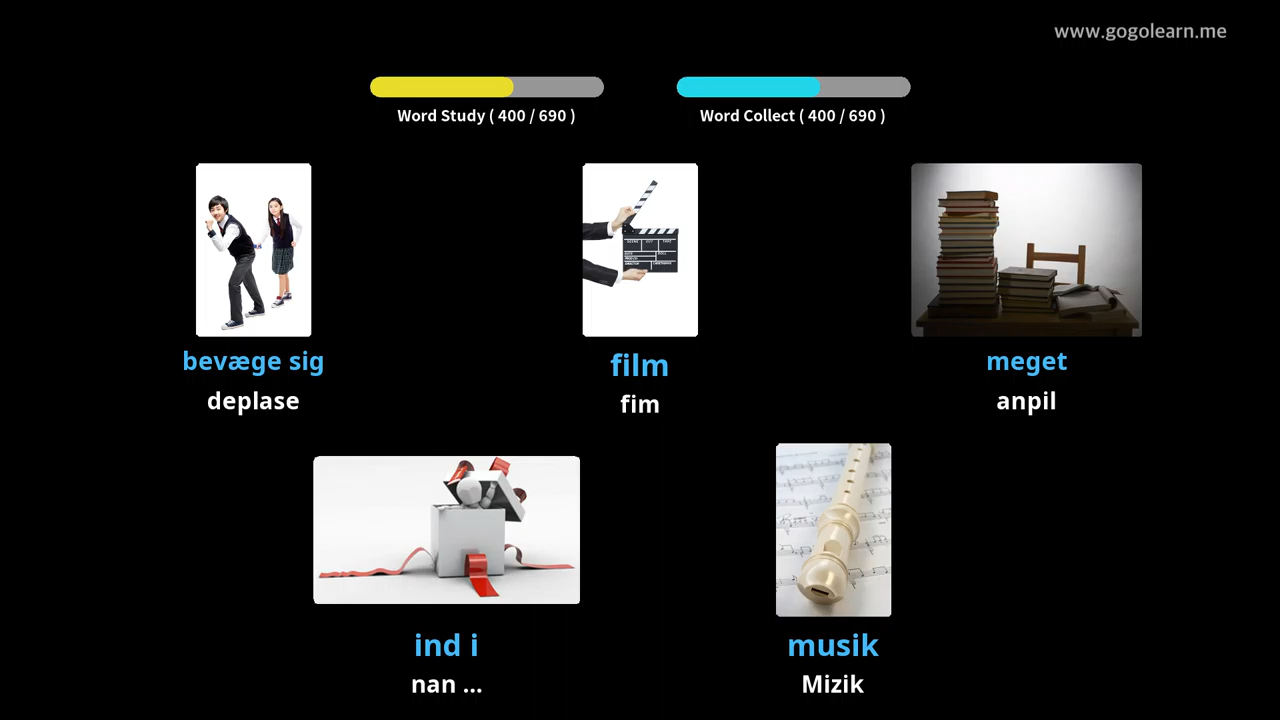 www.gogolearn.me
Word Study ( 400 / 690 )
Word Collect ( 400 / 690 )
bevæge sig
deplase
film
fim
meget
anpil
ind i
nan ...
musik
Mizik